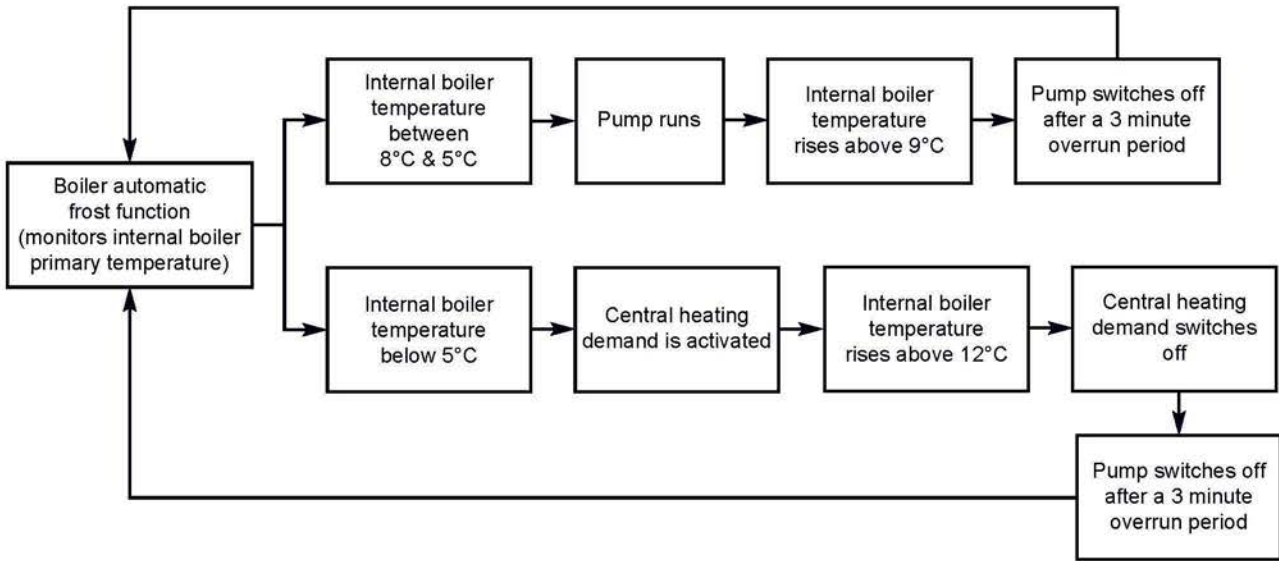 Boiler automatic
frost function
(monitors internal boiler
primary temperature)
Internal boiler
temperature
between
8°C & 5°C
Pump runs
Internal boiler
temperature
rises above 9°C
Pump switches off
after a 3 minute
overrun period
Internal boiler
temperature
below 5°C
Central heating
demand is activated
Internal boiler
temperature
rises above 12°C
Central heating
demand switches
off
Pump switches off
after a 3 minute
overrun period